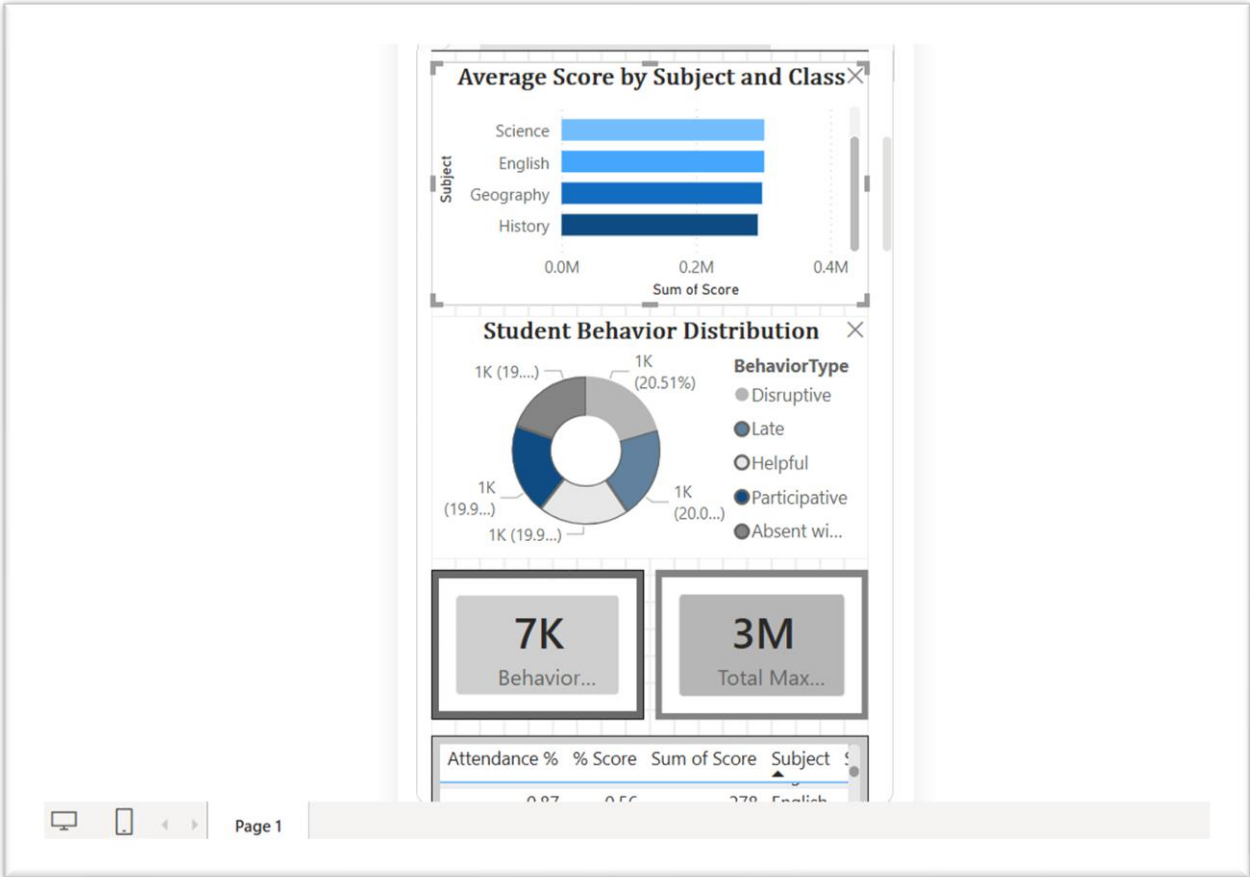 Average Score by Subject and Class
Science
English
Geography
History
Subject
0.0M 0.2M 0.4M
Sum of Score
Student Behavior Distribution
1K (19....)
1K
(20.51%)
1K
(19.9...)
1K (19.9...)
1K
(20.0...)
BehaviorType
Disruptive
Late
Helpful
Participative
Absent wi...
7K
Behavior...
3M
Total Max...
Attendance % % Score Sum of Score Subject
English
Page 1